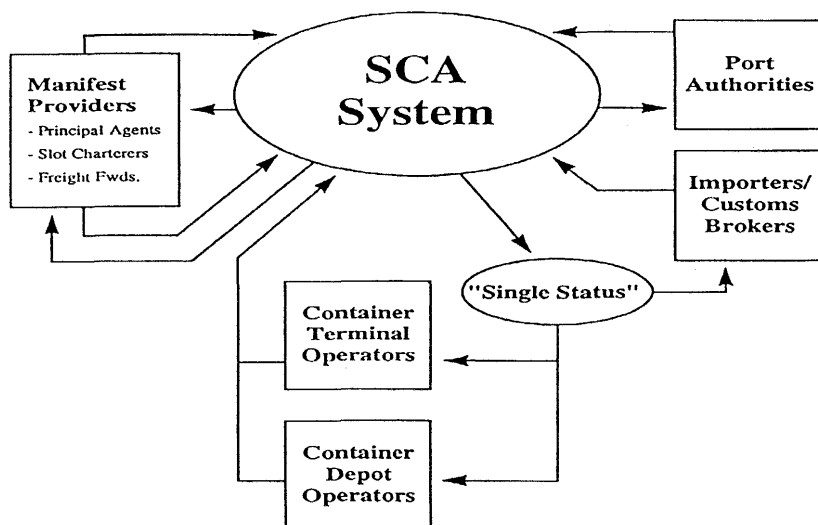 SCA
System
Manifest
Providers
- Principal Agents
- Slot Charterers
- Freight Fwds.
Port
Authorities
Importers/
Customs
Brokers
"Single Status"
Container
Terminal
Operators
Container
Depot
Operators